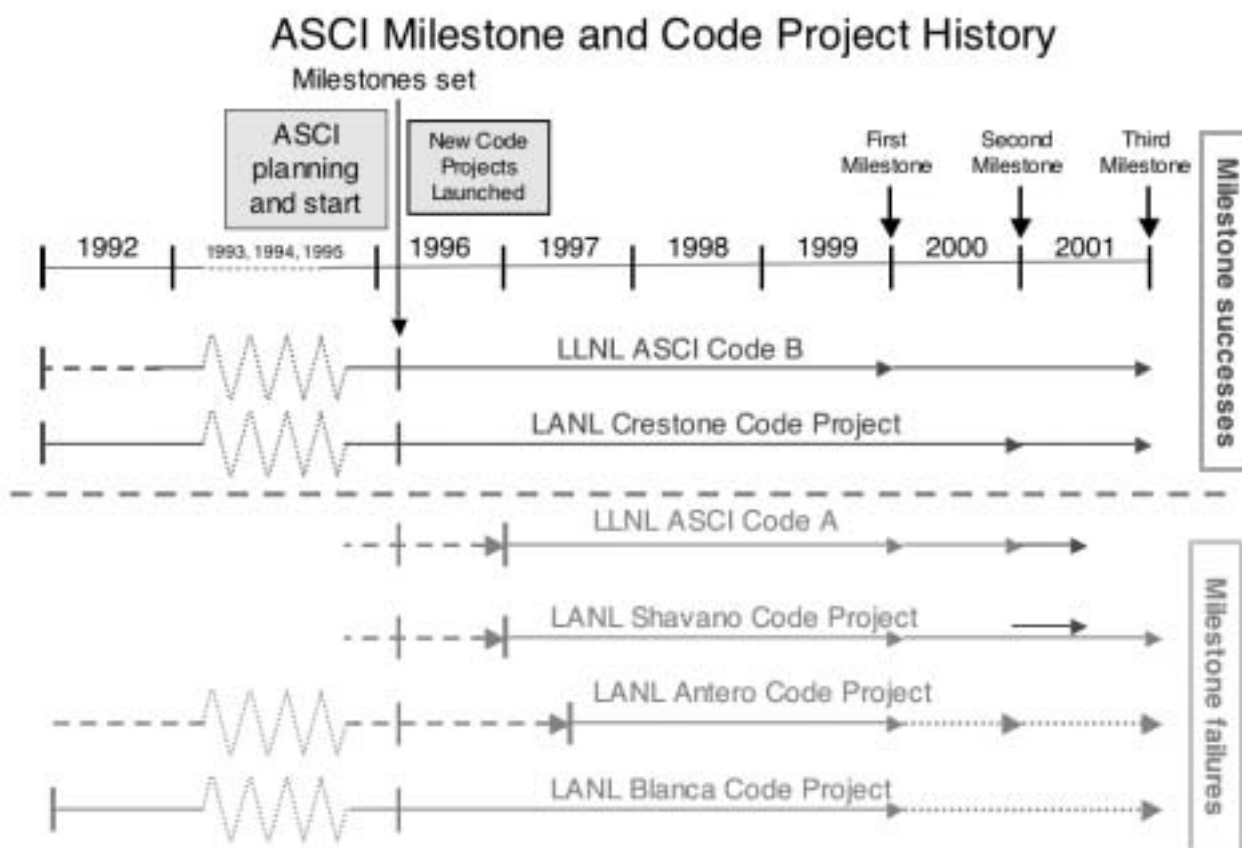 ASCI Milestone and Code Project History
Milestones set
ASCI
planning
and start
New Code
Projects
Launched
First
Milestone
Second
Milestone
Third
Milestone
1992
1993, 1994, 1995
1996
1997
1998
1999
2000
2001
Milestone successes
LLNL ASCI Code B
LANL Crestone Code Project
LLNL ASCI Code A
LANL Shavano Code Project
LANL Antero Code Project
LANL Blanca Code Project
Milestone failures